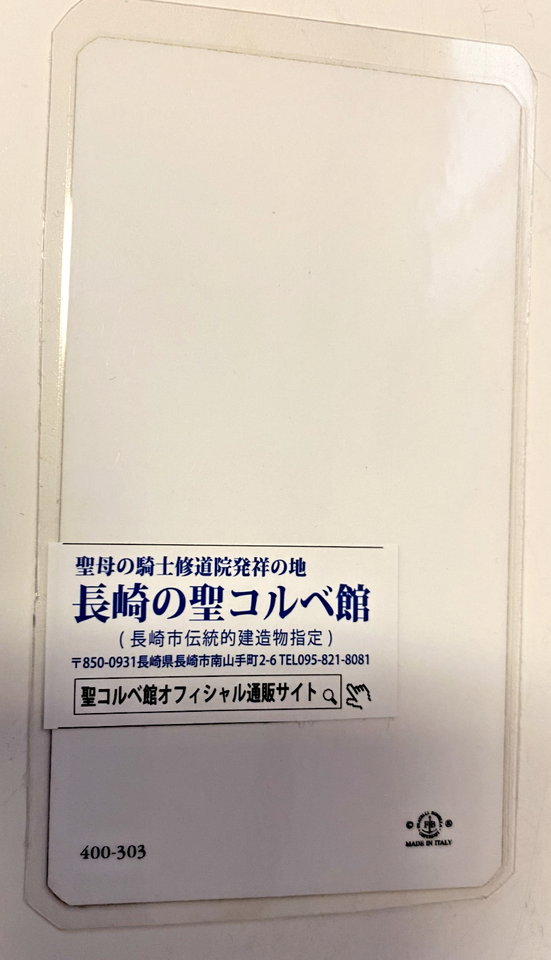 聖母の騎士修道院発祥の地
長崎の聖コルベ館
(長崎市伝統的建造物指定)
〒850-0931長崎県長崎市南山手町2-6 TEL095-821-8081
聖コルベ館オフィシャル通販サイト
400-303
© ®
MADE IN ITALY